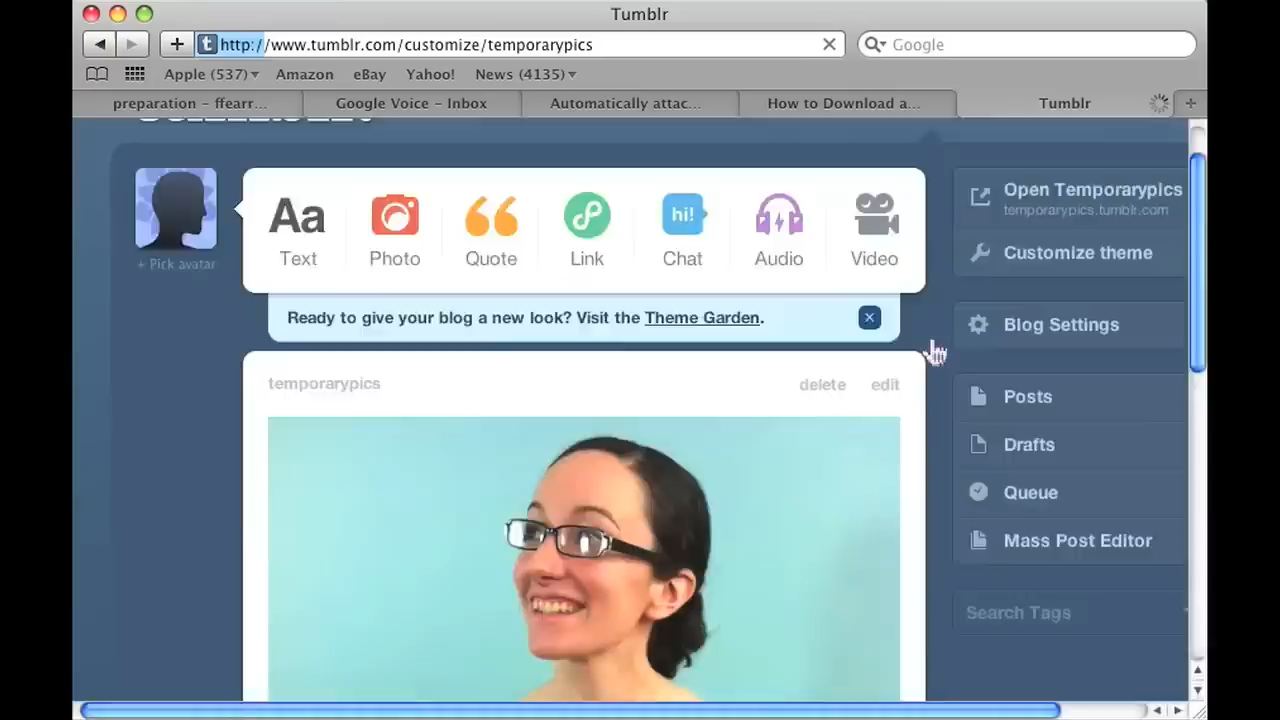 Tumblr
http://www.tumblr.com/customize/temporarypics
Google
Apple (537) Amazon eBay Yahoo! News (4135)
preparation – ffearr... Google Voice – Inbox Automatically attac... How to Download a... Tumblr
Aa hi!
Text Photo Quote Link Chat Audio Video
+ Pick avatar
Open Temporarypics
temporarypics.tumblr.com
Customize theme
Ready to give your blog a new look? Visit the Theme Garden.
Blog Settings
temporarypics delete edit
Posts
Drafts
Queue
Mass Post Editor
Search Tags